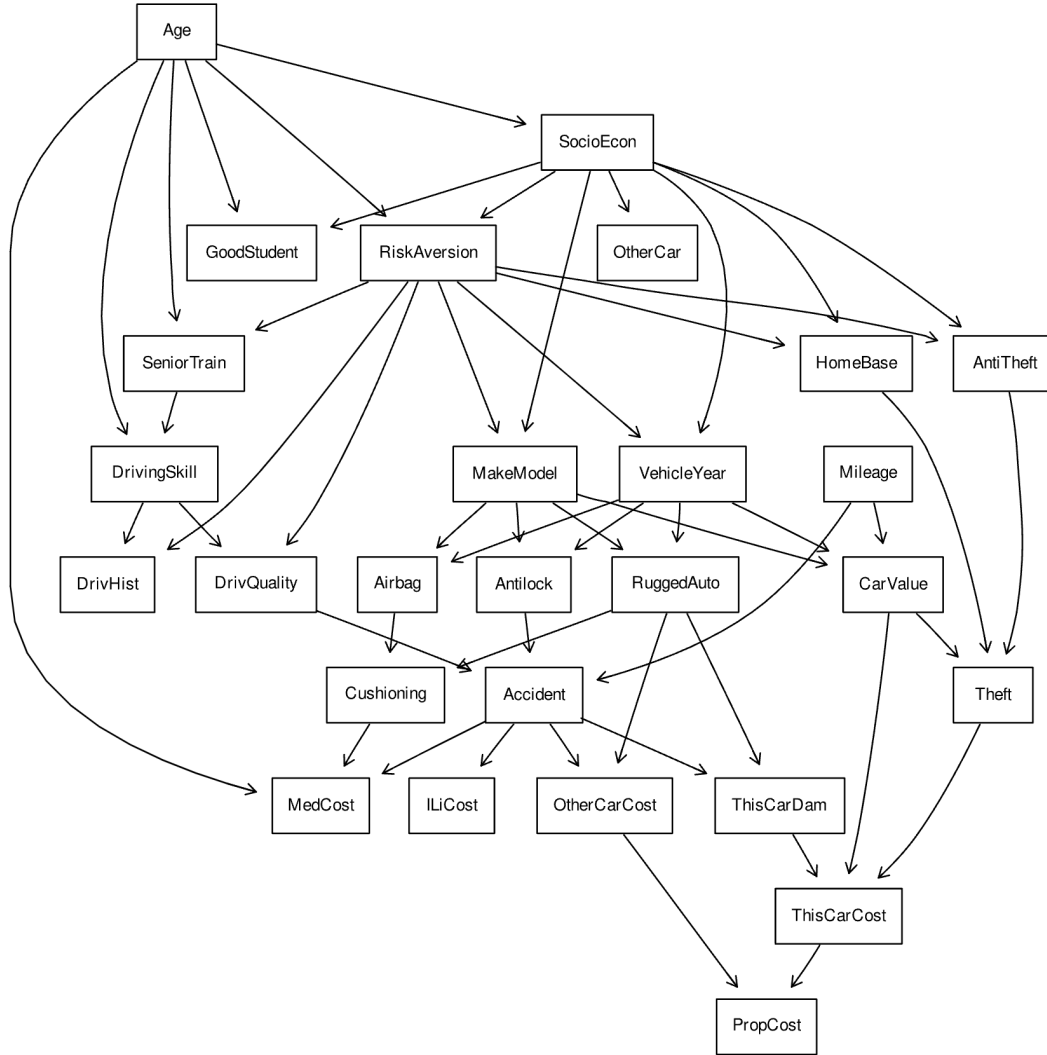 Age
SocioEcon
GoodStudent
RiskAversion
OtherCar
SeniorTrain
HomeBase
AntiTheft
DrivingSkill
MakeModel
VehicleYear
Mileage
DrivHist
DrivQuality
Airbag
Antilock
RuggedAuto
CarValue
Cushioning
Accident
Theft
MedCost
ILiCost
OtherCarCost
ThisCarDam
ThisCarCost
PropCost